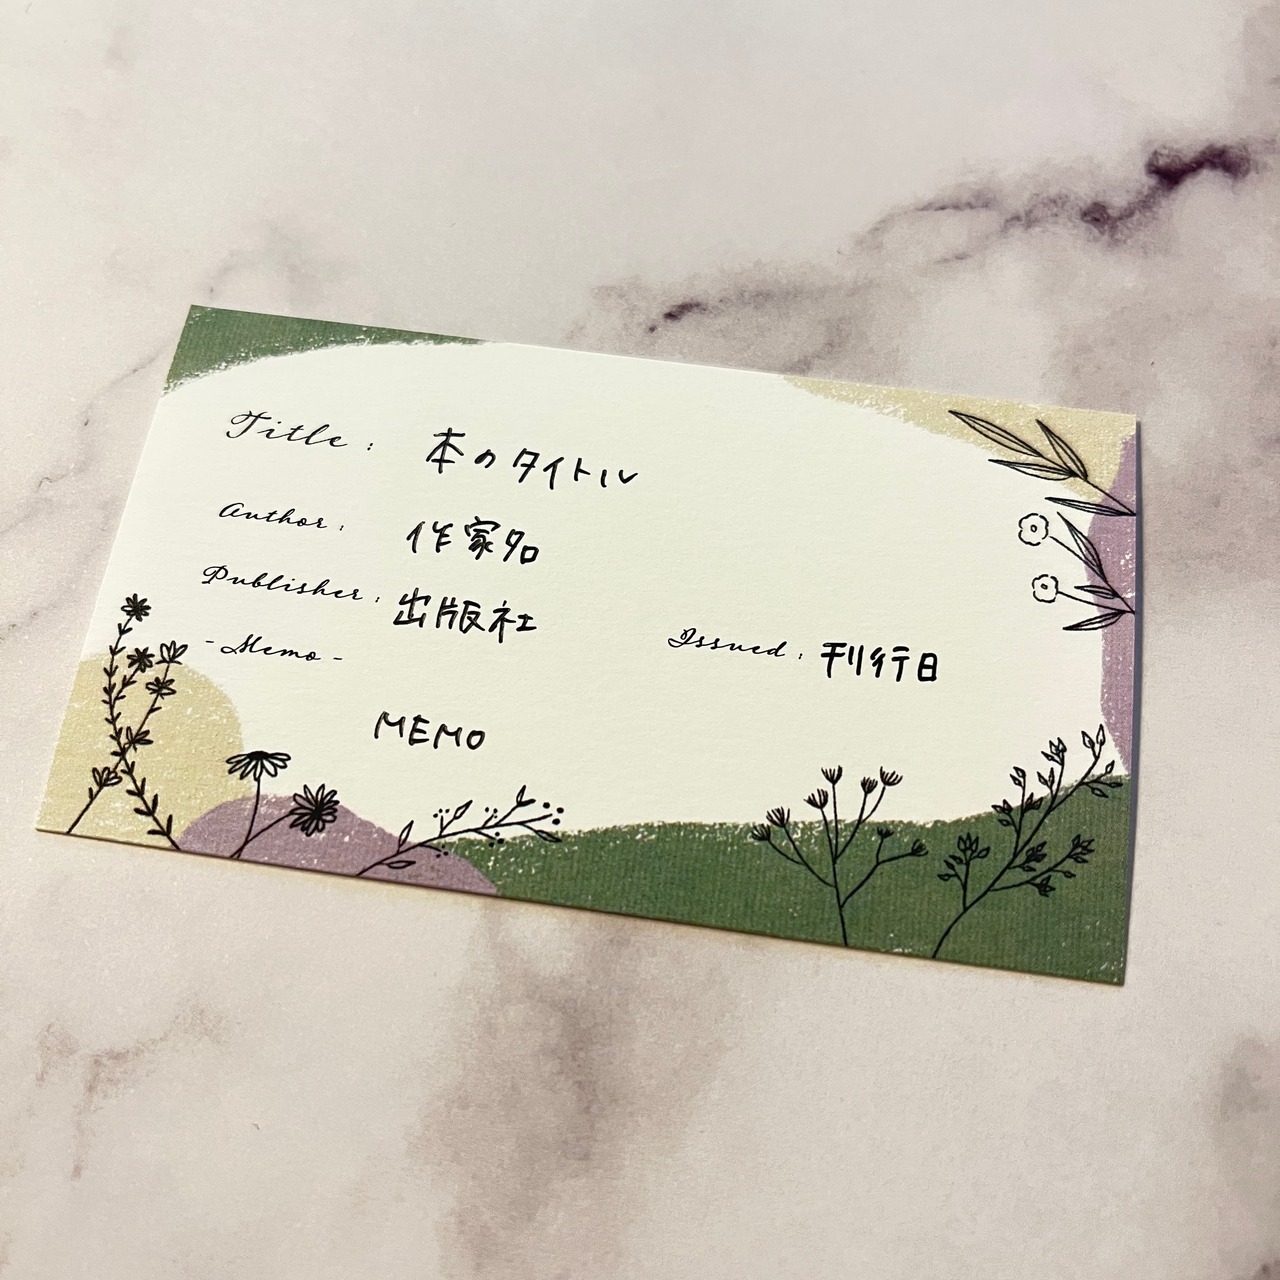 Title : 本のタイトル
Author : 作家名
Publisher : 出版社
Issued : 刊行日
- Memo -
MEMO